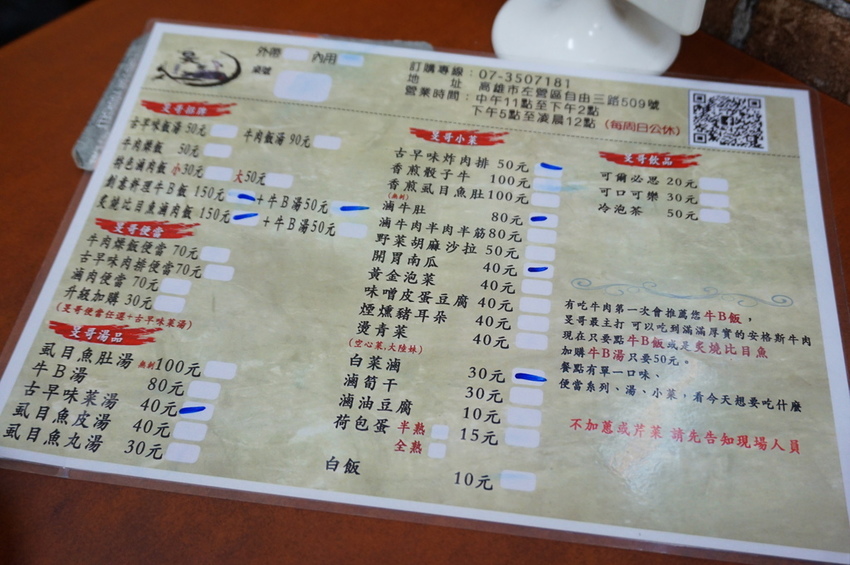 外帶 內用
桌號
訂購專線：07-3507181
地 址 高雄市左營區自由三路509號
營業時間：中午11點至下午2點
下午5點至凌晨12點（每周日公休）
旻哥招牌
古早味飯湯 50元 牛肉飯湯 90元
牛肉燥飯 50元
特色滷肉飯 小30元 大50元
創意料理牛B飯 150元 +牛B湯50元
炙燒比目魚滷肉飯 150元 +牛B湯50元
旻哥便當
牛肉燥飯便當 70元
古早味肉排便當70元
滷肉便當 70元
升級加購 30元
(旻哥便當任選+古早味菜湯)
旻哥湯品
虱目魚肚湯 無刺100元
牛B湯 80元
古早味菜湯 40元
虱目魚皮湯 40元
虱目魚丸湯 30元
旻哥小菜
古早味炸肉排 50元
香煎骰子牛 100元
香煎虱目魚肚100元
(無刺)
滷牛肚 80元
滷牛肉半肉半筋80元
野菜胡麻沙拉 50元
開胃南瓜 40元
黃金泡菜 40元
味噌皮蛋豆腐 40元
煙燻豬耳朵 40元
燙青菜 40元
(空心菜.大陸妹)
白菜滷 30元
滷筍干 30元
滷油豆腐 10元
荷包蛋 半熟 15元
全熟
白飯 10元
旻哥飲品
可爾必思 20元
可口可樂 30元
冷泡茶 50元
有吃牛肉第一次會推薦您 牛B飯，
旻哥最主打 可以吃到滿滿厚實的安格斯牛肉
現在只要點 牛B飯或是炙燒比目魚
加購牛B湯 只要50元。
餐點有單一口味、
便當系列、湯、小菜，看今天想要吃什麼
不加蔥或芹菜 請先告知現場人員